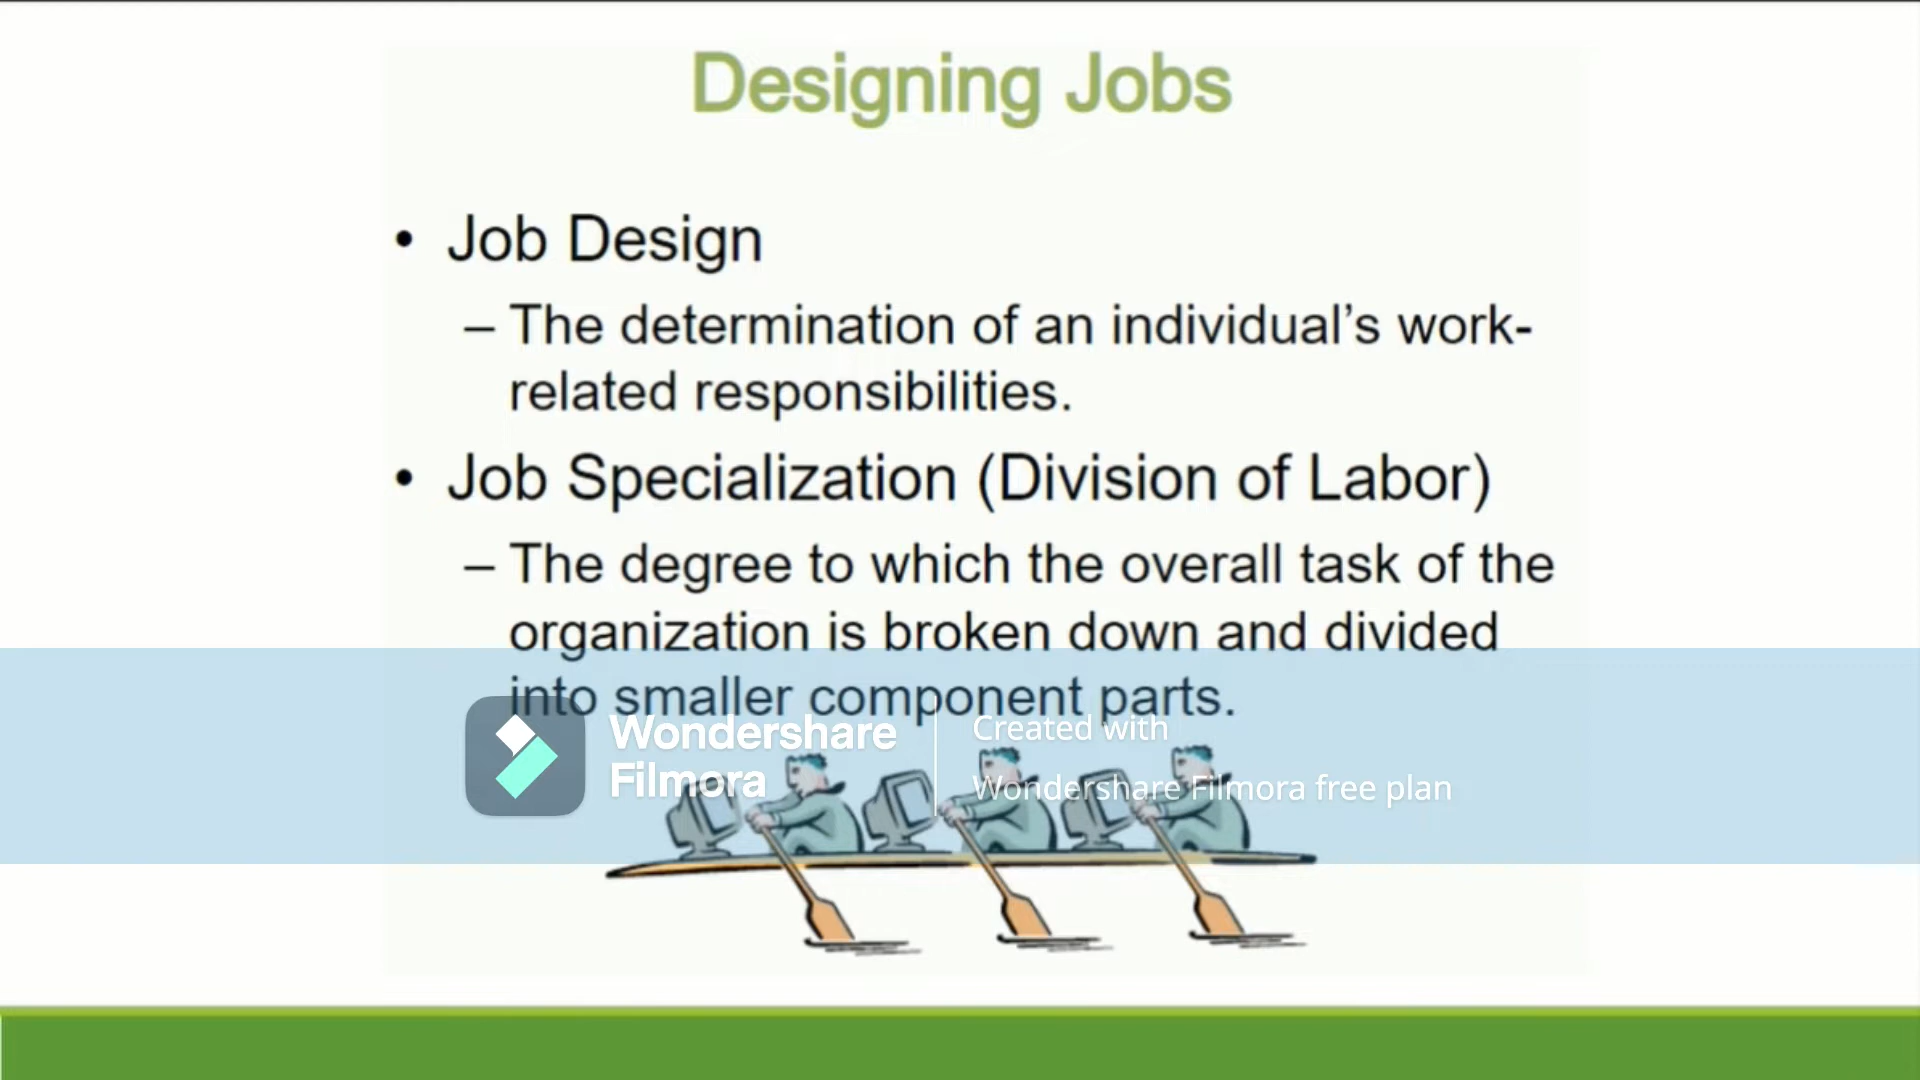 Designing Jobs
• Job Design
– The determination of an individual’s work-
related responsibilities.
• Job Specialization (Division of Labor)
– The degree to which the overall task of the
organization is broken down and divided
into smaller component parts.
Wondershare
Filmora
Created with
Wondershare Filmora free plan